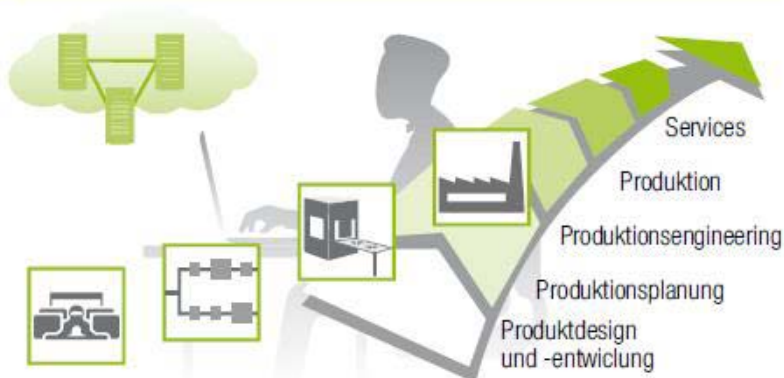 Services
Produktion
Produktionsengineering
Produktionsplanung
Produktdesign
und -entwiclung